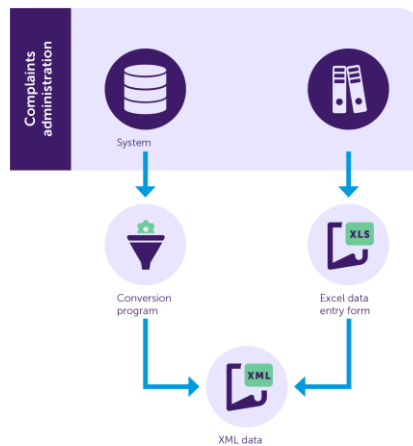 Complaints
administration
System
XLS
Conversion
program
Excel data
entry form
XML
XML data